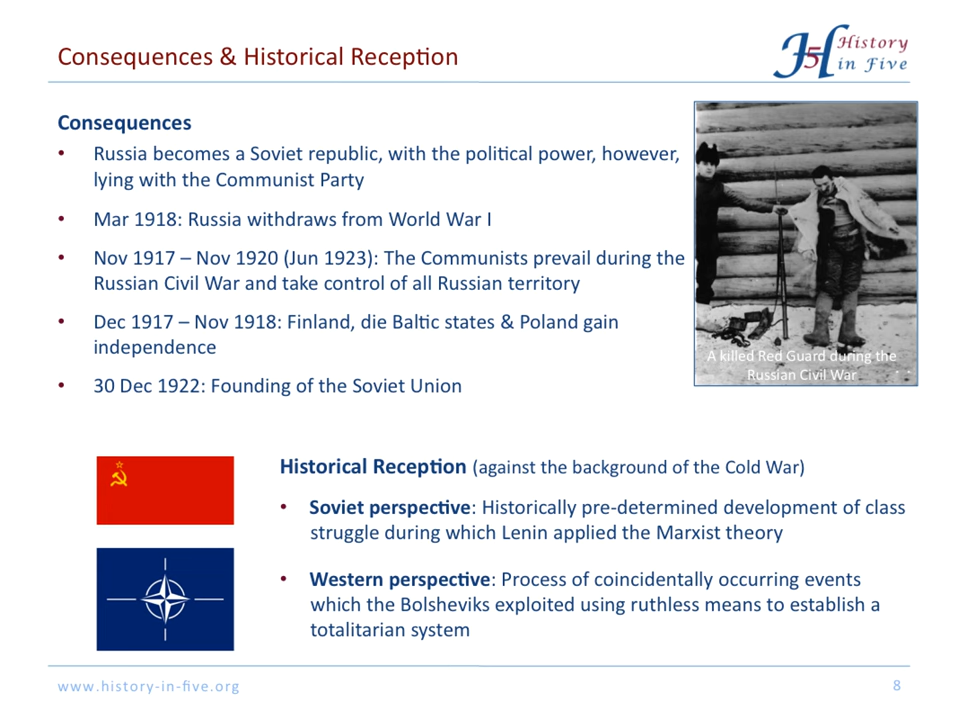 Consequences & Historical Reception
J5H History
in Five
Consequences
• Russia becomes a Soviet republic, with the political power, however,
lying with the Communist Party
• Mar 1918: Russia withdraws from World War I
• Nov 1917 – Nov 1920 (Jun 1923): The Communists prevail during the
Russian Civil War and take control of all Russian territory
• Dec 1917 – Nov 1918: Finland, die Baltic states & Poland gain
independence
• 30 Dec 1922: Founding of the Soviet Union
A killed Red Guard during the
Russian Civil War
Historical Reception (against the background of the Cold War)
• Soviet perspective: Historically pre-determined development of class
struggle during which Lenin applied the Marxist theory
• Western perspective: Process of coincidentally occurring events
which the Bolsheviks exploited using ruthless means to establish a
totalitarian system
www.history-in-five.org
8